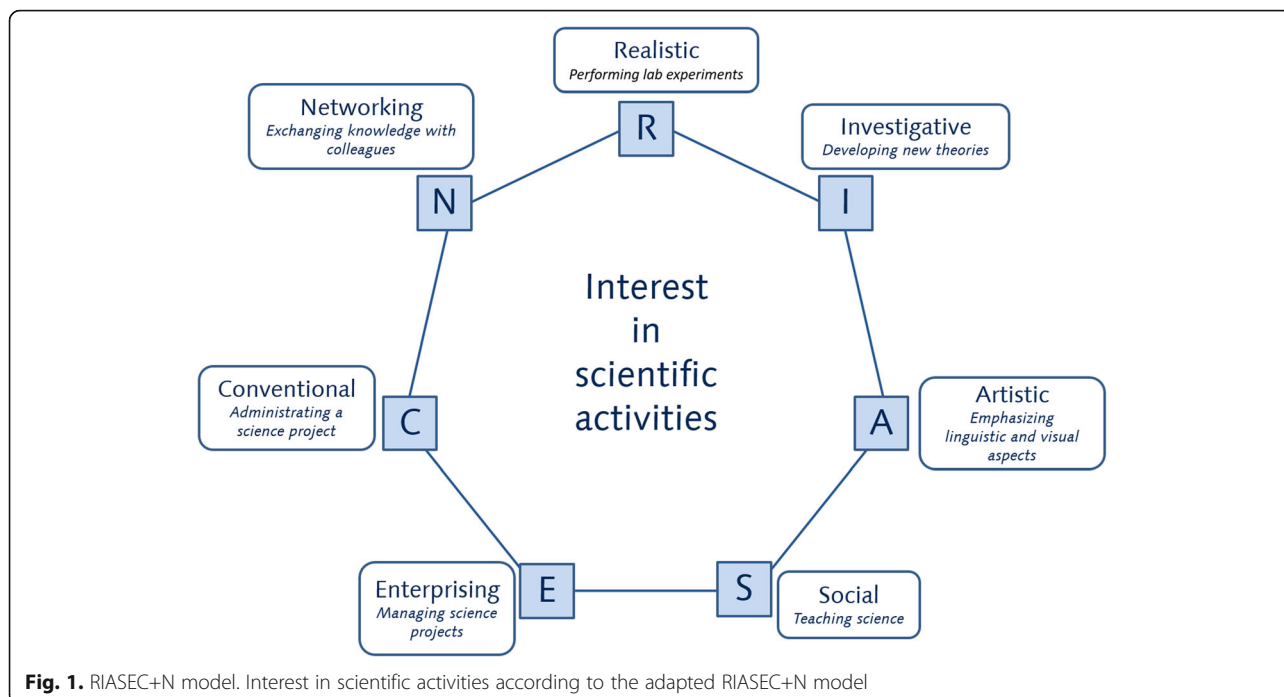 Realistic
Performing lab experiments
R
Networking
Exchanging knowledge with
colleagues
N
Investigative
Developing new theories
I
Interest
in
scientific
activities
Conventional
Administrating a
science project
C
Artistic
Emphasizing
linguistic and visual
aspects
A
Enterprising
Managing science
projects
E
S
Social
Teaching science
Fig. 1. RIASEC+N model. Interest in scientific activities according to the adapted RIASEC+N model